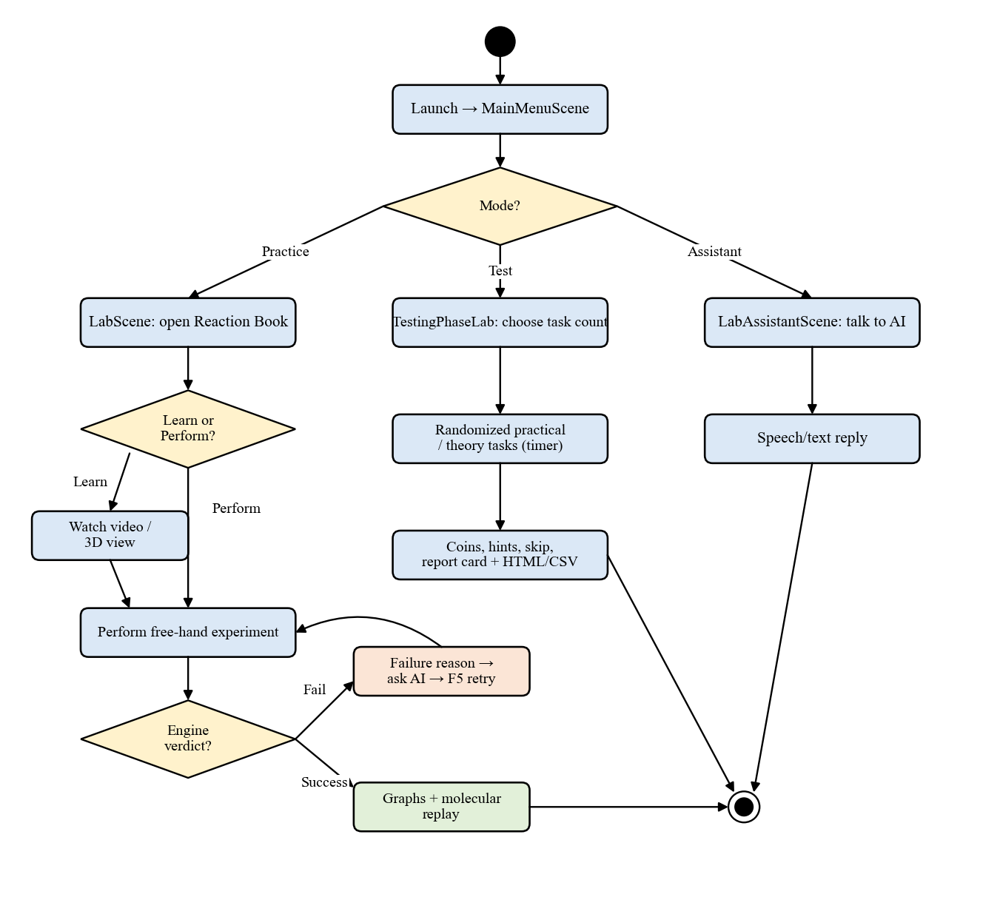 Launch → MainMenuScene
Mode?
Practice
Test
Assistant
LabScene: open Reaction Book
TestingPhaseLab: choose task count
LabAssistantScene: talk to AI
Learn or
Perform?
Randomized practical
/ theory tasks (timer)
Speech/text reply
Learn
Perform
Watch video /
3D view
Coins, hints, skip,
report card + HTML/CSV
Perform free-hand experiment
Failure reason →
ask AI → F5 retry
Fail
Engine
verdict?
Success
Graphs + molecular
replay